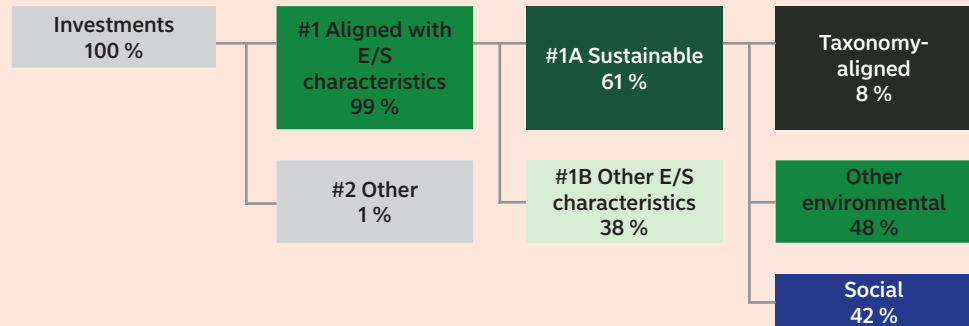 Investments
100 %
#1 Aligned with
E/S
characteristics
99 %
#1A Sustainable
61 %
Taxonomy-
aligned
8 %
#2 Other
1 %
#1B Other E/S
characteristics
38 %
Other
environmental
48 %
Social
42 %